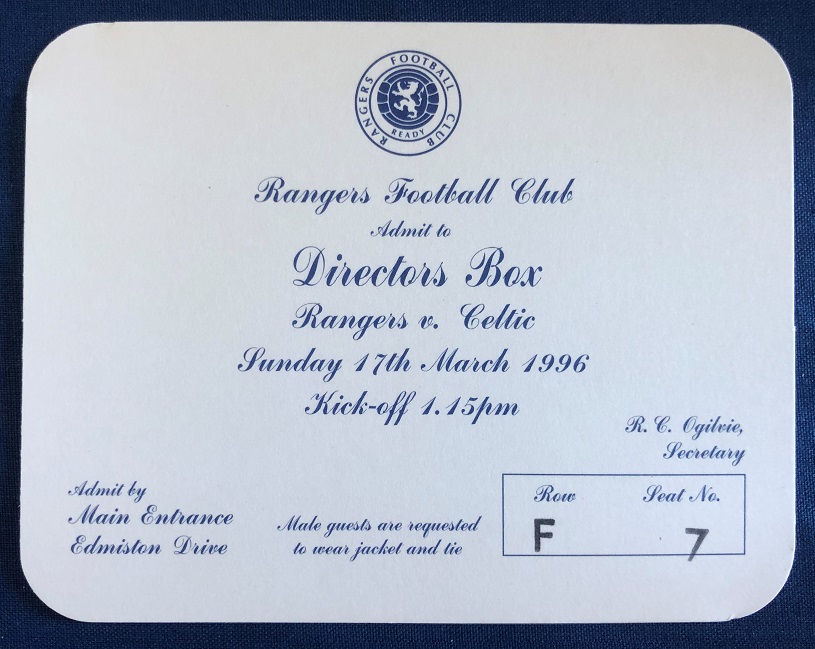 RANGERS FOOTBALL CLUB
READY
Rangers Football Club
Admit to
Directors Box
Rangers v. Celtic
Sunday 17th March 1996
Kick-off 1.15pm
R. C. Ogilvie,
Secretary
Admit by
Main Entrance
Edmiston Drive
Male guests are requested
to wear jacket and tie
Row Seat No.
F 7